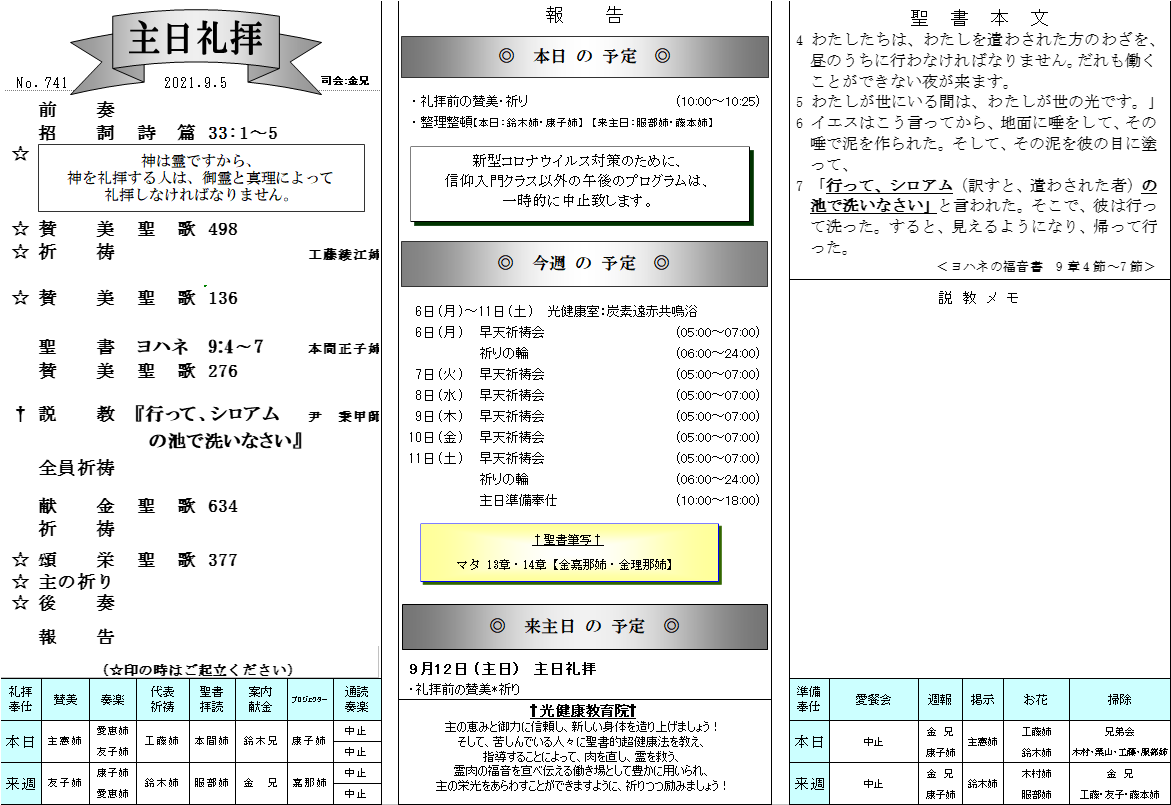 主日礼拝
No. 741
2021.9.5
司会:金兄
前 奏
招 詞 詩 篇 33:1～5
☆
神は霊ですから、
神を礼拝する人は、御霊と真理によって
礼拝しなければなりません。
☆ 賛 美 聖 歌 498
☆ 祈 祷 工藤綾江姉
☆ 賛 美 聖 歌 136
聖 書 ヨハネ 9:4～7 本間正子姉
賛 美 聖 歌 276
† 説 教 『行って、シロアム 尹 秉甲師
の池で洗いなさい』
全員祈祷
献 金 聖 歌 634
祈 祷
☆ 頌 栄 聖 歌 377
☆ 主の祈り
☆ 後 奏
報 告
(☆印の時はご起立ください)
礼拝奉仕 賛美 奏楽 代表祈祷 聖書拝読 案内献金 プロジェクター 通読奏楽
本日 主憲姉 愛恵姉 友子姉 工藤姉 本間姉 鈴木兄 康子姉 中止 中止
来週 友子姉 康子姉 愛恵姉 鈴木姉 服部姉 金 兄 嘉那姉 中止 中止
報 告
◎ 本日 の 予定 ◎
・礼拝前の賛美・祈り (10:00～10:25)
・整理整頓【本日：鈴木姉・康子姉】【来主日：服部姉・藤本姉】
新型コロナウイルス対策のために、
信仰入門クラス以外の午後のプログラムは、
一時的に中止致します。
◎ 今週 の 予定 ◎
6日(月)～11日(土) 光健康室：炭素遠赤共鳴浴
6日(月) 早天祈祷会 (05:00～07:00)
祈りの輪 (06:00～24:00)
7日(火) 早天祈祷会 (05:00～07:00)
8日(水) 早天祈祷会 (05:00～07:00)
9日(木) 早天祈祷会 (05:00～07:00)
10日(金) 早天祈祷会 (05:00～07:00)
11日(土) 早天祈祷会 (05:00～07:00)
祈りの輪 (06:00～24:00)
主日準備奉仕 (10:00～18:00)
†聖書筆写†
マタ 13章・14章【金嘉那姉・金理那姉】
◎ 来主日 の 予定 ◎
9月12日(主日) 主日礼拝
・礼拝前の賛美*祈り
†光健康教育院†
主の恵みと御力に信頼し、新しい身体を造り上げましょう！
そして、苦しんでいる人々に聖書的超健康法を教え、
指導することによって、肉を直し、霊を救う、
霊肉の福音を宣べ伝える働き場として豊かに用いられ、
主の栄光をあらわすことができますように、祈りつつ励みましょう！
聖 書 本 文
4 わたしたちは、わたしを遣わされた方のわざを、
昼のうちに行わなければなりません。だれも働く
ことができない夜が来ます。
5 わたしが世にいる間は、わたしが世の光です。」
6 イエスはこう言ってから、地面に唾をして、その
唾で泥を作られた。そして、その泥を彼の目に塗
って、
7 「行って、シロアム（訳すと、遣わされた者）の
池で洗いなさい」と言われた。そこで、彼は行っ
て洗った。すると、見えるようになり、帰って行
った。
＜ヨハネの福音書 9章4節～7節＞
説 教 メ モ
準備奉仕 愛餐会 週報 掲示 お花 掃除
本日 中止 金 兄 康子姉 主憲姉 工藤姉 鈴木姉 兄弟会 木村・栗山・工藤・服部姉
来週 中止 金 兄 康子姉 鈴木姉 木村姉 服部姉 金 兄 工藤・友子・藤本姉